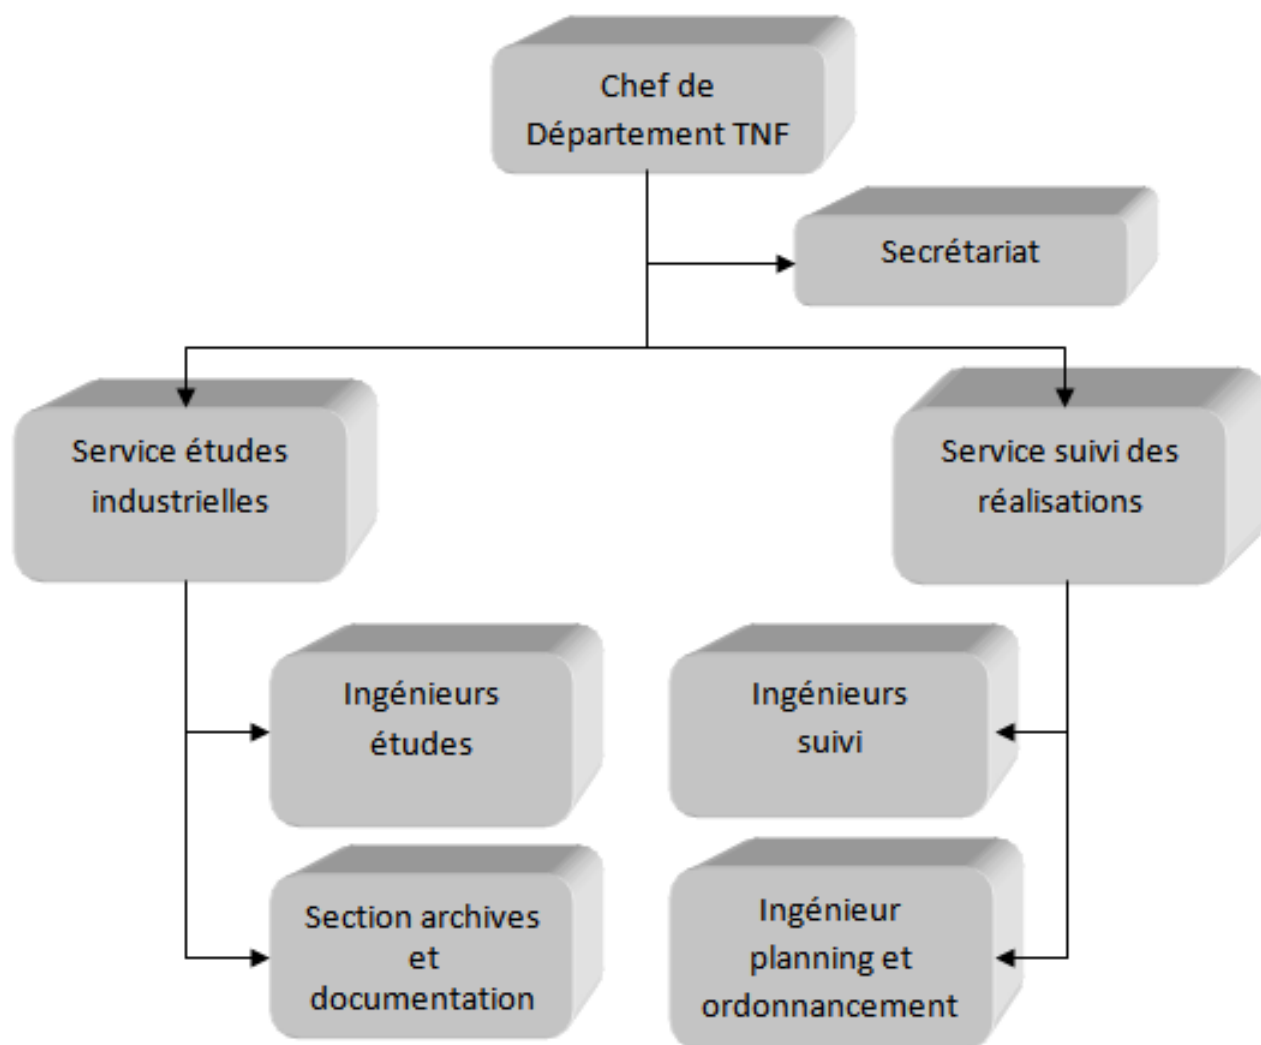 Chef de
Département TNF
Secrétariat
Service études
industrielles
Service suivi des
réalisations
Ingénieurs
études
Ingénieurs
suivi
Section archives
et
documentation
Ingénieur
planning et
ordonnancement